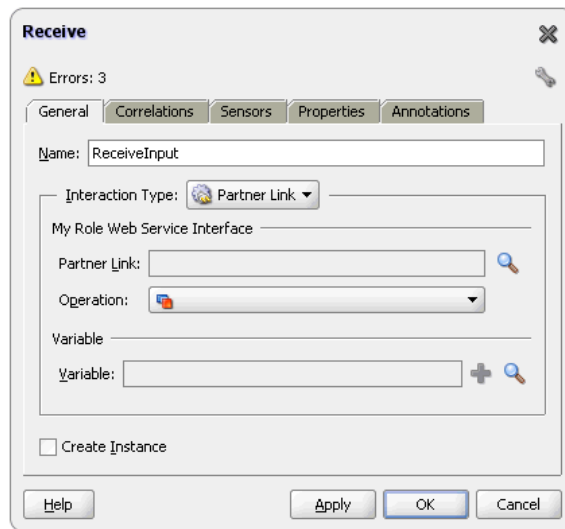 Receive
Errors: 3
General Correlations Sensors Properties Annotations
Name: ReceiveInput
Interaction Type: Partner Link
My Role Web Service Interface
Partner Link:
Operation:
Variable
Variable:
Create Instance
Help Apply OK Cancel